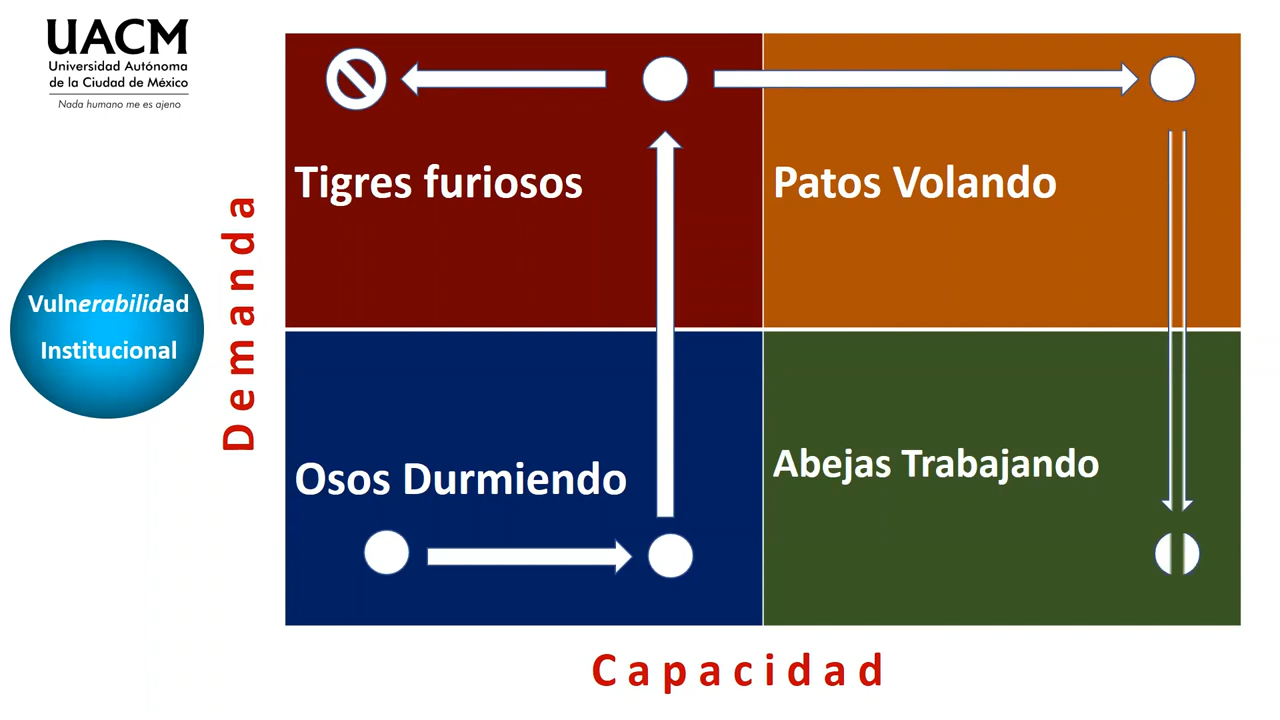 UACM
Universidad Autónoma
de la Ciudad de México
Nada humano me es ajeno
Vulnerabilidad
Institucional
Demanda
Tigres furiosos
Patos Volando
Osos Durmiendo
Abejas Trabajando
Capacidad